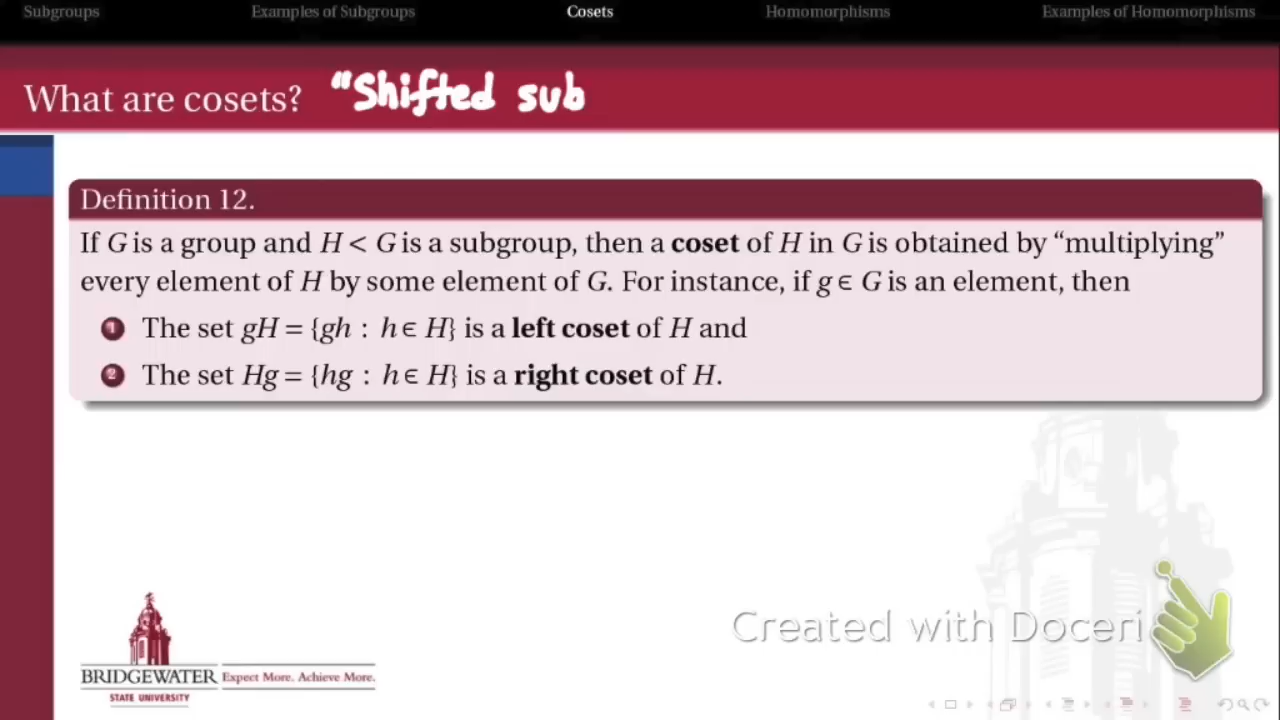 Subgroups Examples of Subgroups Cosets Homomorphisms Examples of Homomorphisms
What are cosets? "Shifted sub
Definition 12.
If G is a group and H < G is a subgroup, then a coset of H in G is obtained by “multiplying”
every element of H by some element of G. For instance, if g ∈ G is an element, then
1 The set gH = {gh : h ∈ H} is a left coset of H and
2 The set Hg = {hg : h ∈ H} is a right coset of H.
Created with Doceri
BRIDGEWATER Expect More. Achieve More.
STATE UNIVERSITY